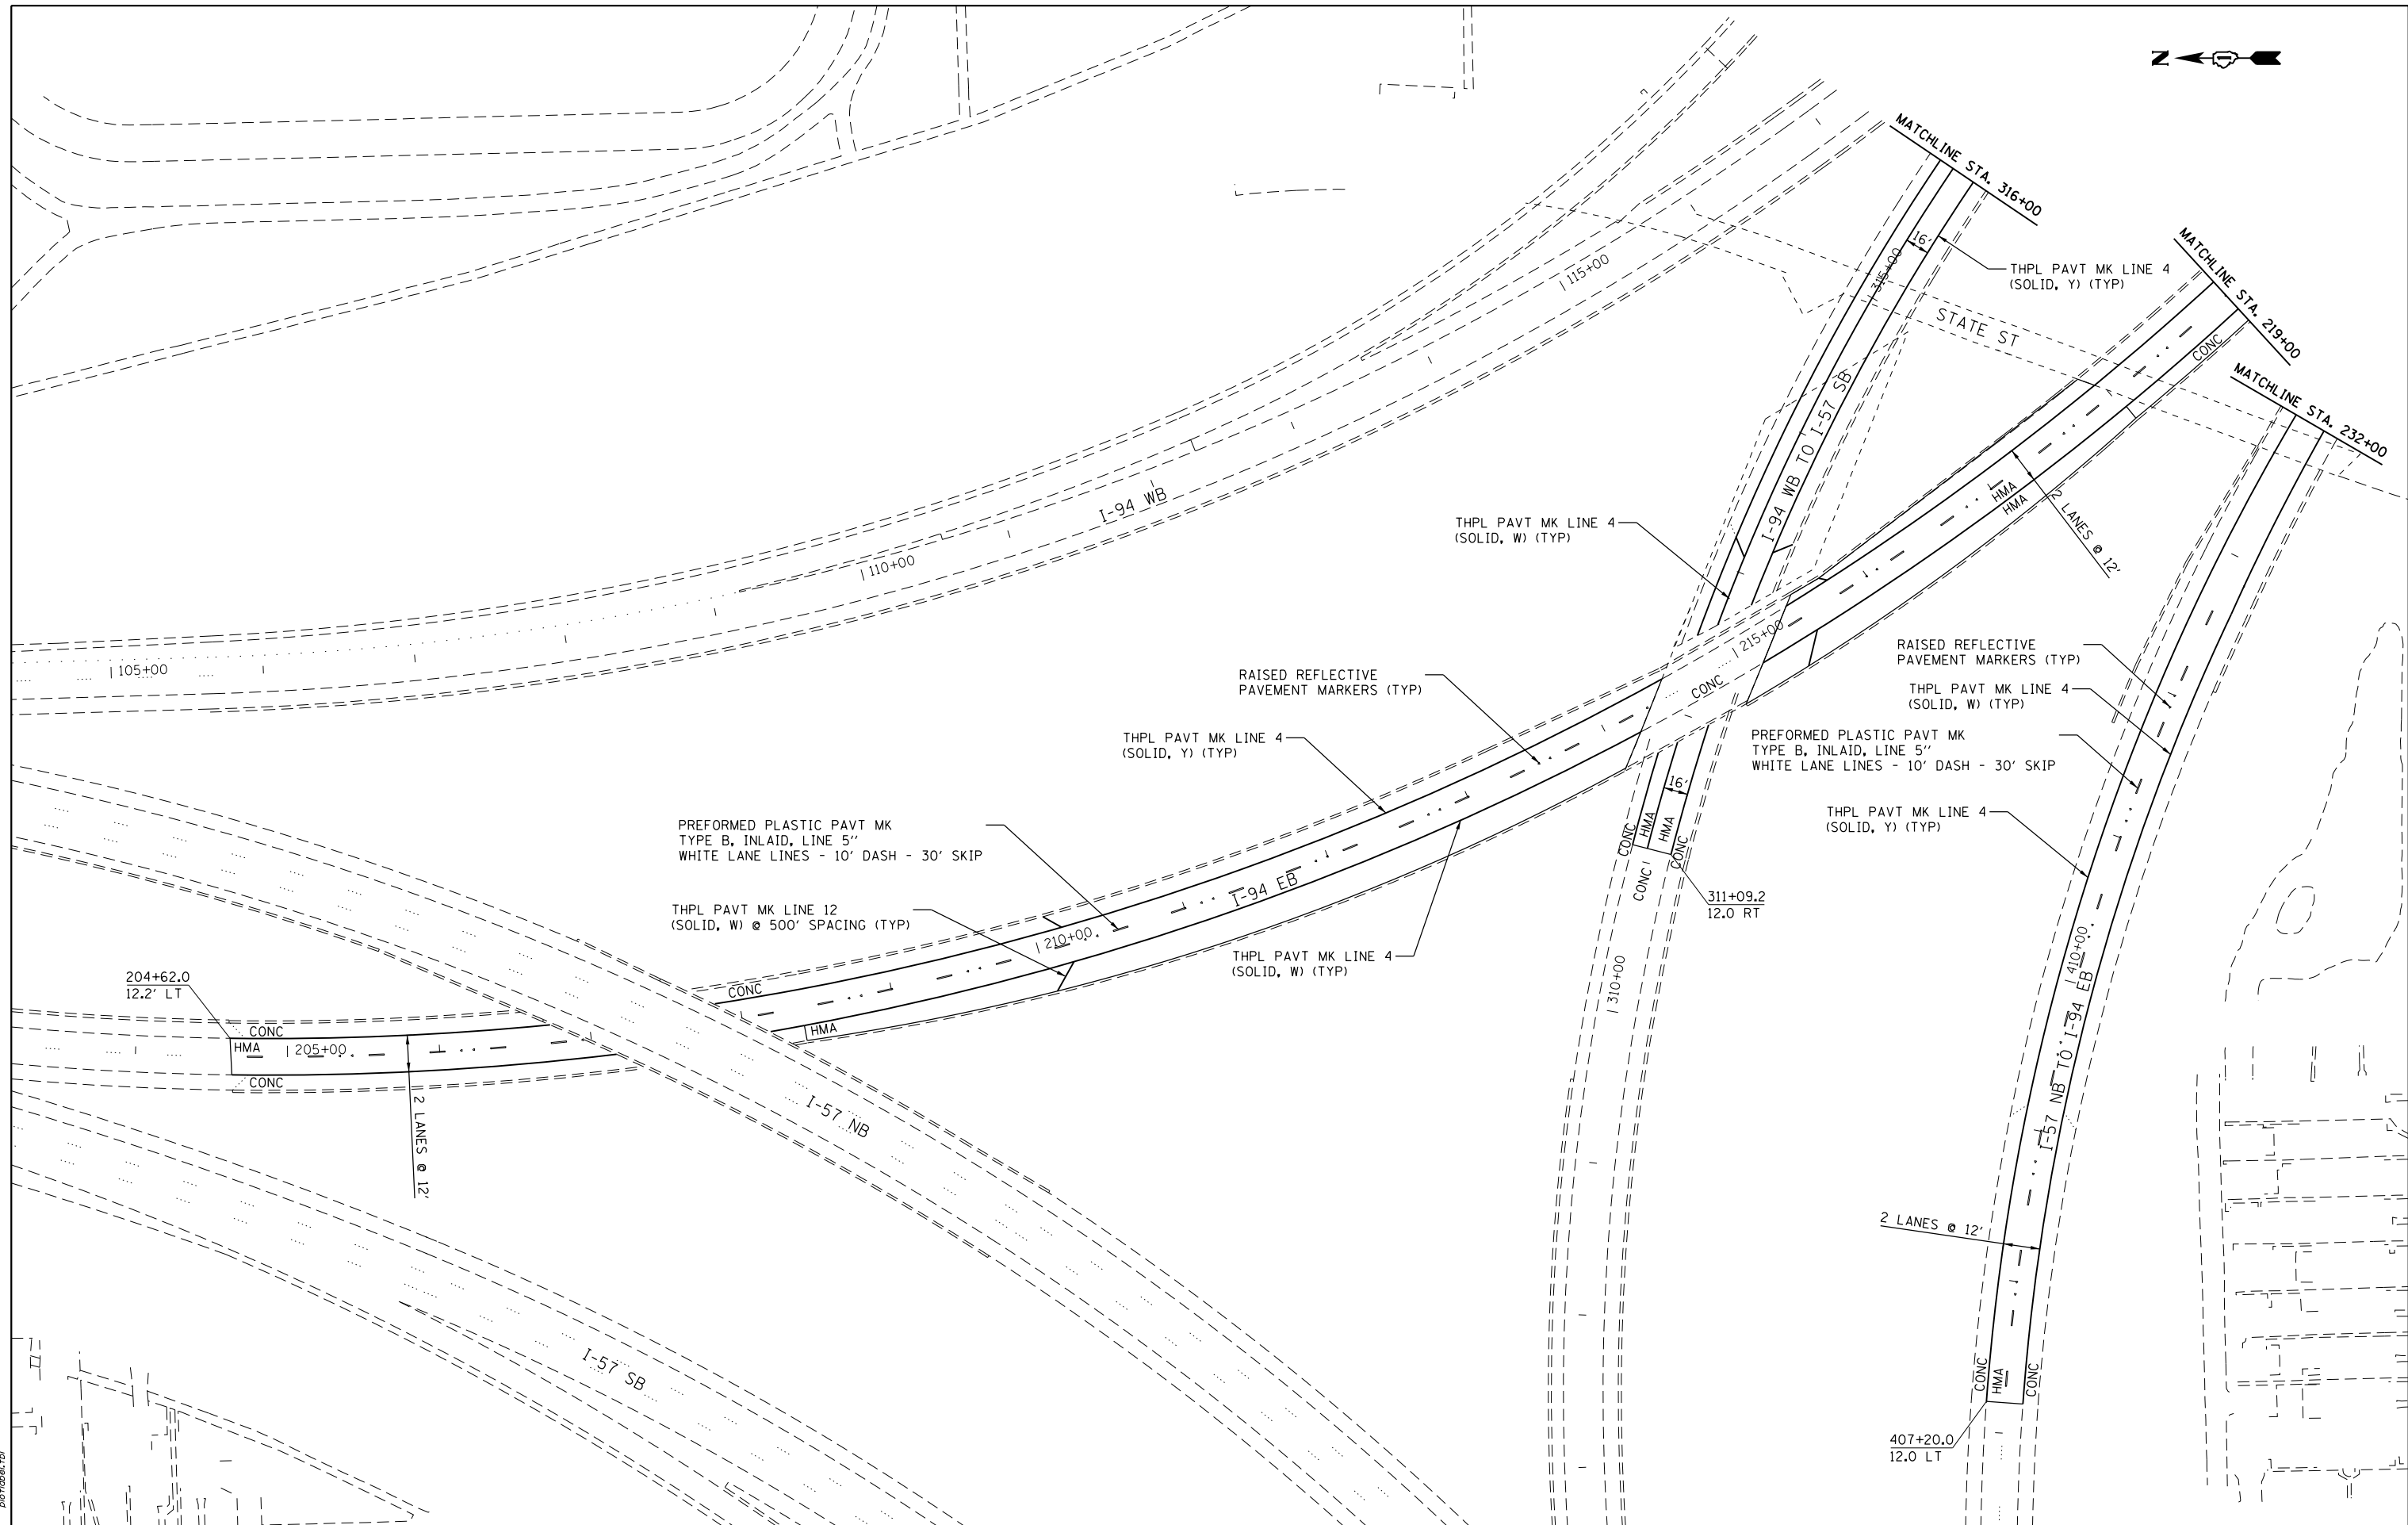 N
MATCHLINE STA. 316+00
16'
315+00
THPL PAVT MK LINE 4
(SOLID, Y) (TYP)
MATCHLINE STA. 219+00
115+00
STATE ST
CONC
MATCHLINE STA. 232+00
I-94 WB TO I-57 SB
I-94 WB
110+00
THPL PAVT MK LINE 4
(SOLID, W) (TYP)
HMA
HMA
2 LANES @ 12'
105+00
215+00
CONC
RAISED REFLECTIVE
PAVEMENT MARKERS (TYP)
RAISED REFLECTIVE
PAVEMENT MARKERS (TYP)
THPL PAVT MK LINE 4
(SOLID, W) (TYP)
THPL PAVT MK LINE 4
(SOLID, Y) (TYP)
PREFORMED PLASTIC PAVT MK
TYPE B, INLAID, LINE 5''
WHITE LANE LINES - 10' DASH - 30' SKIP
16'
THPL PAVT MK LINE 4
(SOLID, Y) (TYP)
PREFORMED PLASTIC PAVT MK
TYPE B, INLAID, LINE 5''
WHITE LANE LINES - 10' DASH - 30' SKIP
CONC
HMA
HMA
CONC
CONC
I-94 EB
311+09.2
12.0 RT
THPL PAVT MK LINE 12
(SOLID, W) @ 500' SPACING (TYP)
210+00
THPL PAVT MK LINE 4
(SOLID, W) (TYP)
310+00
410+00
204+62.0
12.2' LT
CONC
HMA
CONC
HMA
205+00
CONC
2 LANES @ 12'
I-57 NB
I-57 NB TO I-94 EB
2 LANES @ 12'
I-57 SB
CONC
HMA
CONC
407+20.0
12.0 LT
plotlabel.tbl